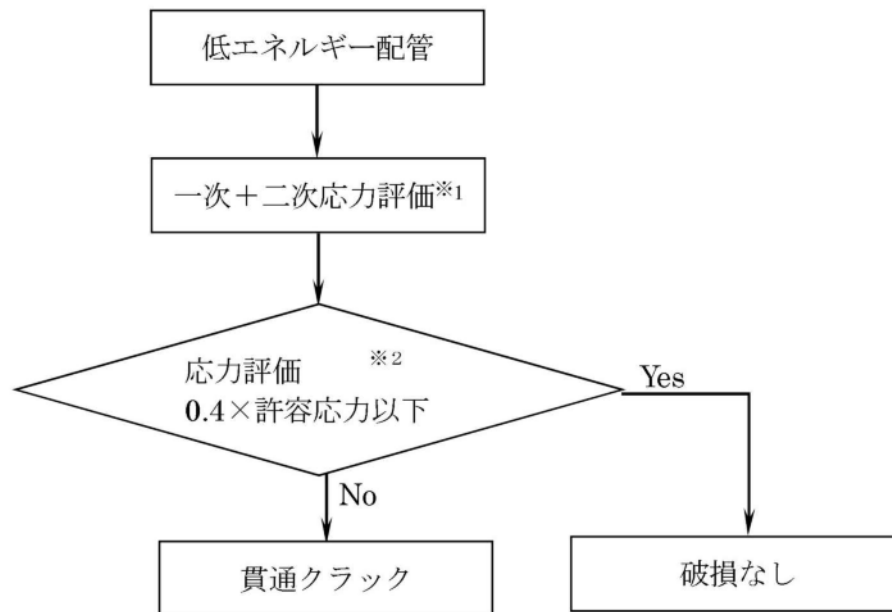 低エネルギー配管
一次＋二次応力評価※1
応力評価 ※2
0.4×許容応力以下
Yes
No
貫通クラック
破損なし